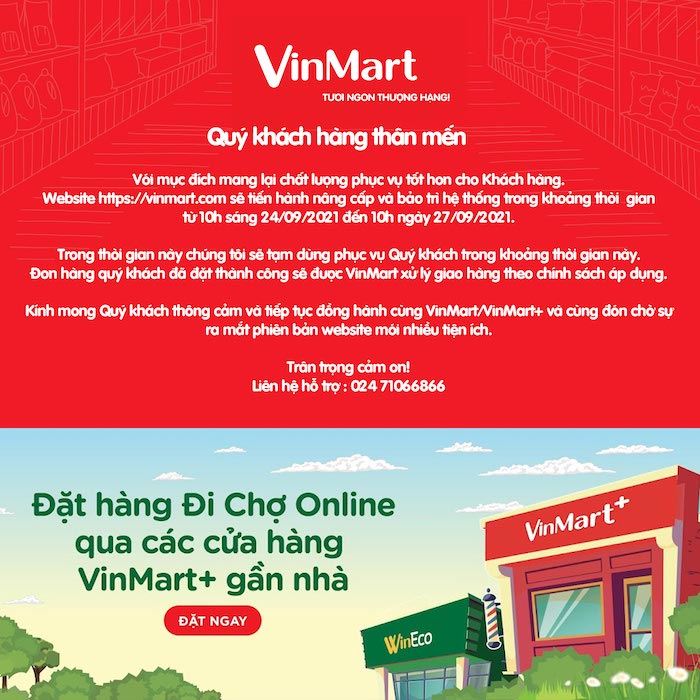 VinMart
TƯƠI NGON THƯỢNG HẠNG!
Quý khách hàng thân mến
Với mục đích mang lại chất lượng phục vụ tốt hơn cho Khách hàng.
Website https://vinmart.com sẽ tiến hành nâng cấp và bảo trì hệ thống trong khoảng thời gian
từ 10h sáng 24/09/2021 đến 10h ngày 27/09/2021.
Trong thời gian này chúng tôi sẽ tạm dừng phục vụ Quý khách trong khoảng thời gian này.
Đơn hàng quý khách đã đặt thành công sẽ được VinMart xử lý giao hàng theo chính sách áp dụng.
Kính mong Quý khách thông cảm và tiếp tục đồng hành cùng VinMart/VinMart+ và cùng đón chờ sự
ra mắt phiên bản website mới nhiều tiện ích.
Trân trọng cảm ơn!
Liên hệ hỗ trợ : 024 71066866
Đặt hàng Đi Chợ Online
qua các cửa hàng
VinMart+ gần nhà
ĐẶT NGAY
VinMart+
WinEco